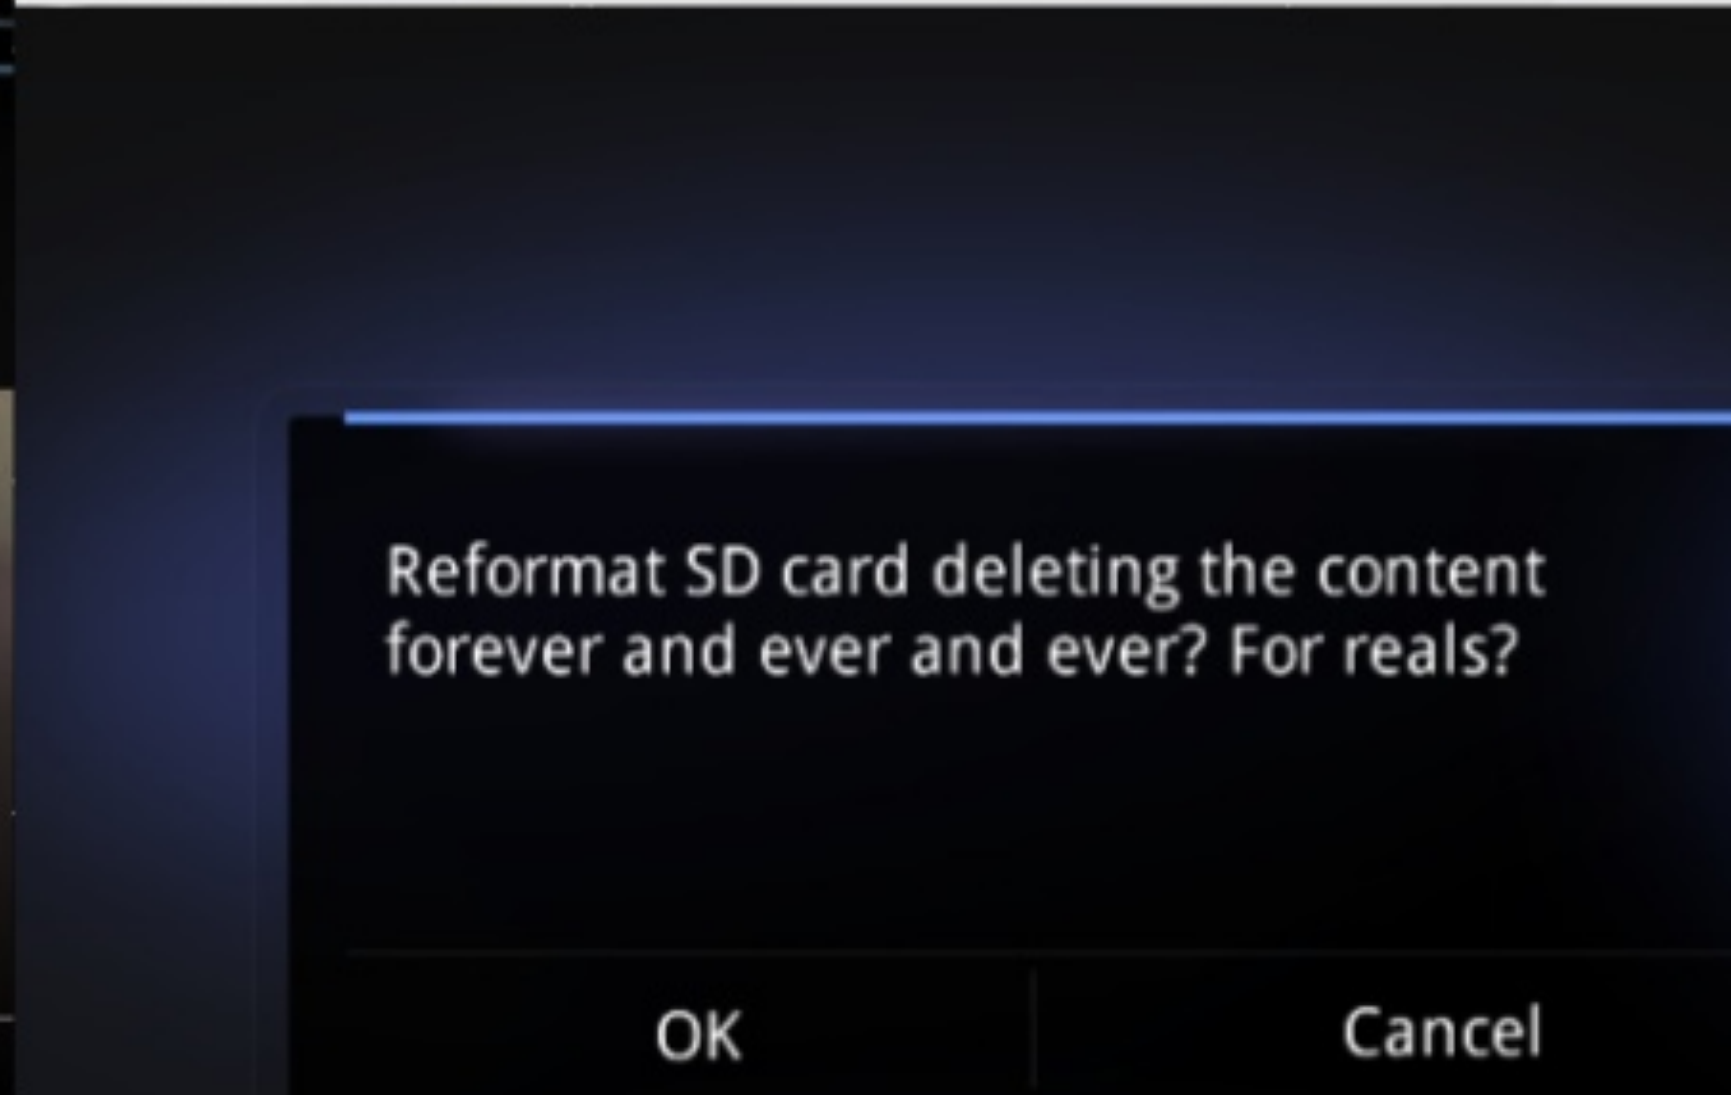 Reformat SD card deleting the content
forever and ever and ever? For reals?
OK
Cancel